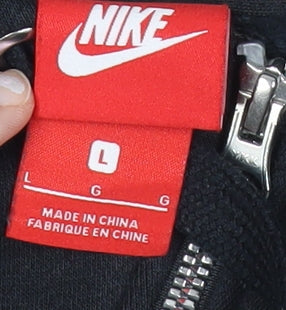 NIKE
L
L G G
MADE IN CHINA
FABRIQUE EN CHINE